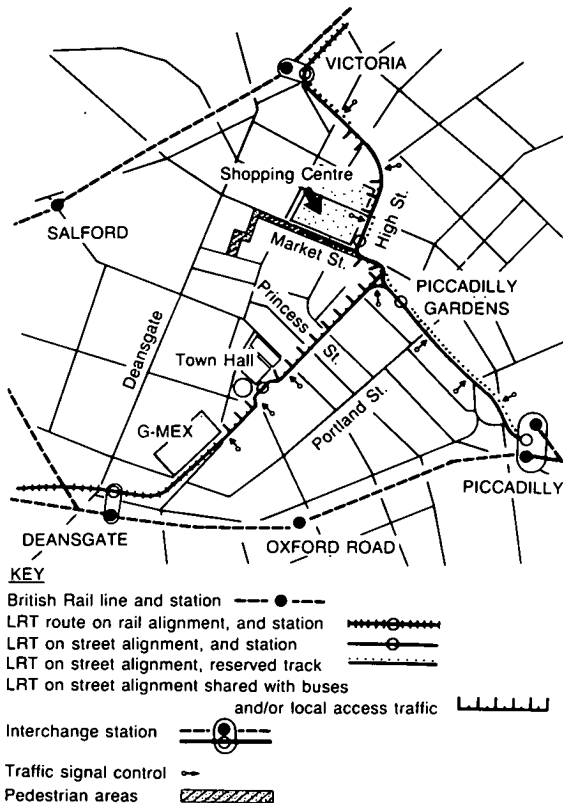 VICTORIA
Shopping Centre
SALFORD
High St.
Market St.
PICCADILLY
GARDENS
Princess
St.
Deansgate
Town Hall
Portland St.
G-MEX
PICCADILLY
DEANSGATE
OXFORD ROAD
KEY
British Rail line and station
LRT route on rail alignment, and station
LRT on street alignment, and station
LRT on street alignment, reserved track
LRT on street alignment shared with buses
and/or local access traffic
Interchange station
Traffic signal control
Pedestrian areas